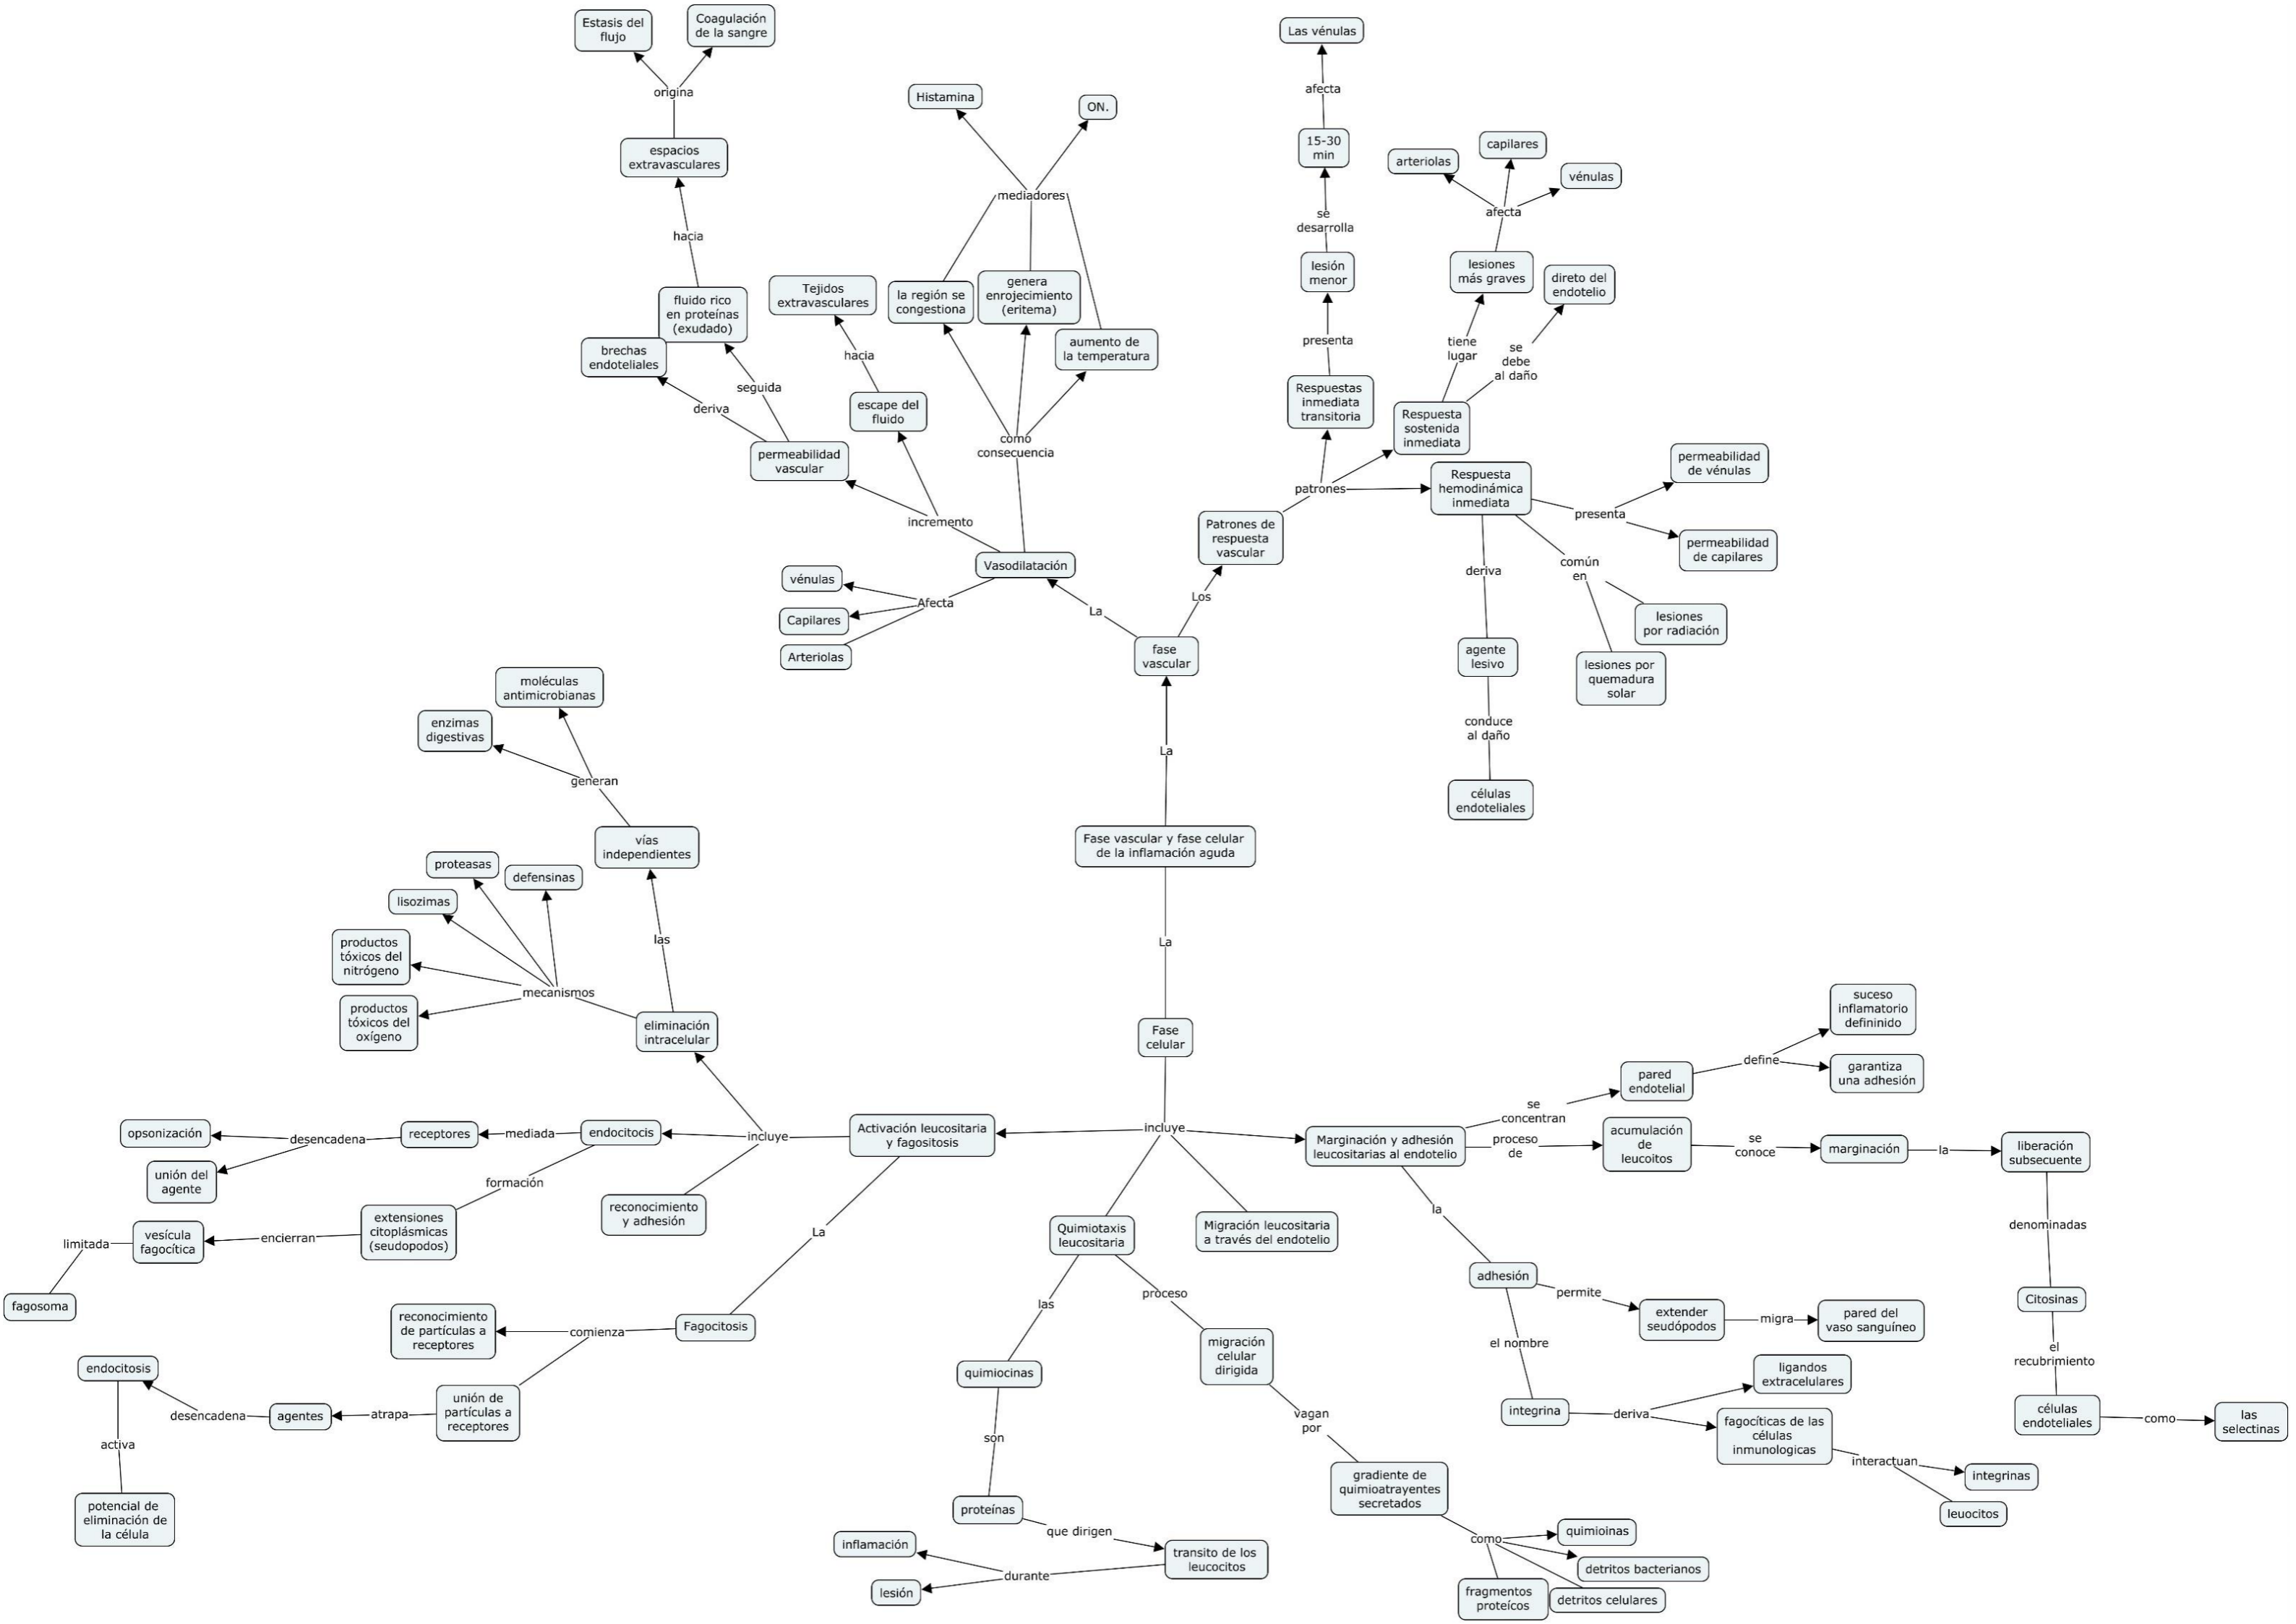 Estasis del
flujo
Coagulación
de la sangre
origina
espacios
extravasculares
hacia
fluido rico
en proteínas
(exudado)
brechas
endoteliales
seguida
deriva
permeabilidad
vascular
Tejidos
extravasculares
hacia
escape del
fluido
incremento
Histamina
ON.
mediadores
la región se
congestiona
genera
enrojecimiento
(eritema)
aumento de
la temperatura
como
consecuencia
Vasodilatación
vénulas
Capilares
Arteriolas
Afecta
La
Las vénulas
afecta
15-30
min
se
desarrolla
lesión
menor
presenta
Respuestas
inmediata
transitoria
arteriolas
capilares
vénulas
afecta
lesiones
más graves
direto del
endotelio
tiene
lugar
se
debe
al daño
Respuesta
sostenida
inmediata
patrones
Respuesta
hemodinámica
inmediata
permeabilidad
de vénulas
presenta
permeabilidad
de capilares
Patrones de
respuesta
vascular
deriva
común
en
lesiones
por radiación
lesiones por
quemadura
solar
agente
lesivo
conduce
al daño
células
endoteliales
Los
fase
vascular
La
Fase vascular y fase celular
de la inflamación aguda
La
Fase
celular
incluye
moléculas
antimicrobianas
enzimas
digestivas
generan
vías
independientes
las
proteasas
defensinas
lisozimas
productos
tóxicos del
nitrógeno
productos
tóxicos del
oxígeno
mecanismos
eliminación
intracelular
Activación leucositaria
y fagositosis
incluye
endocitocis
mediada
receptores
desencadena
opsonización
unión del
agente
formación
extensiones
citoplásmicas
(seudopodos)
encierran
vesícula
fagocítica
limitada
fagosoma
reconocimiento
y adhesión
La
Fagocitosis
comienza
reconocimiento
de partículas a
receptores
unión de
partículas a
receptores
atrapa
agentes
desencadena
endocitosis
activa
potencial de
eliminación de
la célula
Quimiotaxis
leucositaria
Migración leucositaria
a través del endotelio
las
proceso
quimiocinas
son
proteínas
que dirigen
transito de los
leucocitos
durante
inflamación
lesión
migración
celular
dirigida
vagan
por
gradiente de
quimioatrayentes
secretados
como
quimioinas
detritos bacterianos
detritos celulares
fragmentos
proteícos
Marginación y adhesión
leucositarias al endotelio
se
concentran
pared
endotelial
define
suceso
inflamatorio
defininido
garantiza
una adhesión
proceso
de
acumulación
de
leucoitos
se
conoce
marginación
la
liberación
subsecuente
denominadas
Citosinas
el
recubrimiento
células
endoteliales
como
las
selectinas
la
adhesión
permite
extender
seudópodos
migra
pared del
vaso sanguíneo
el nombre
integrina
deriva
ligandos
extracelulares
fagocíticas de las
células
inmunologicas
interactuan
integrinas
leuocitos